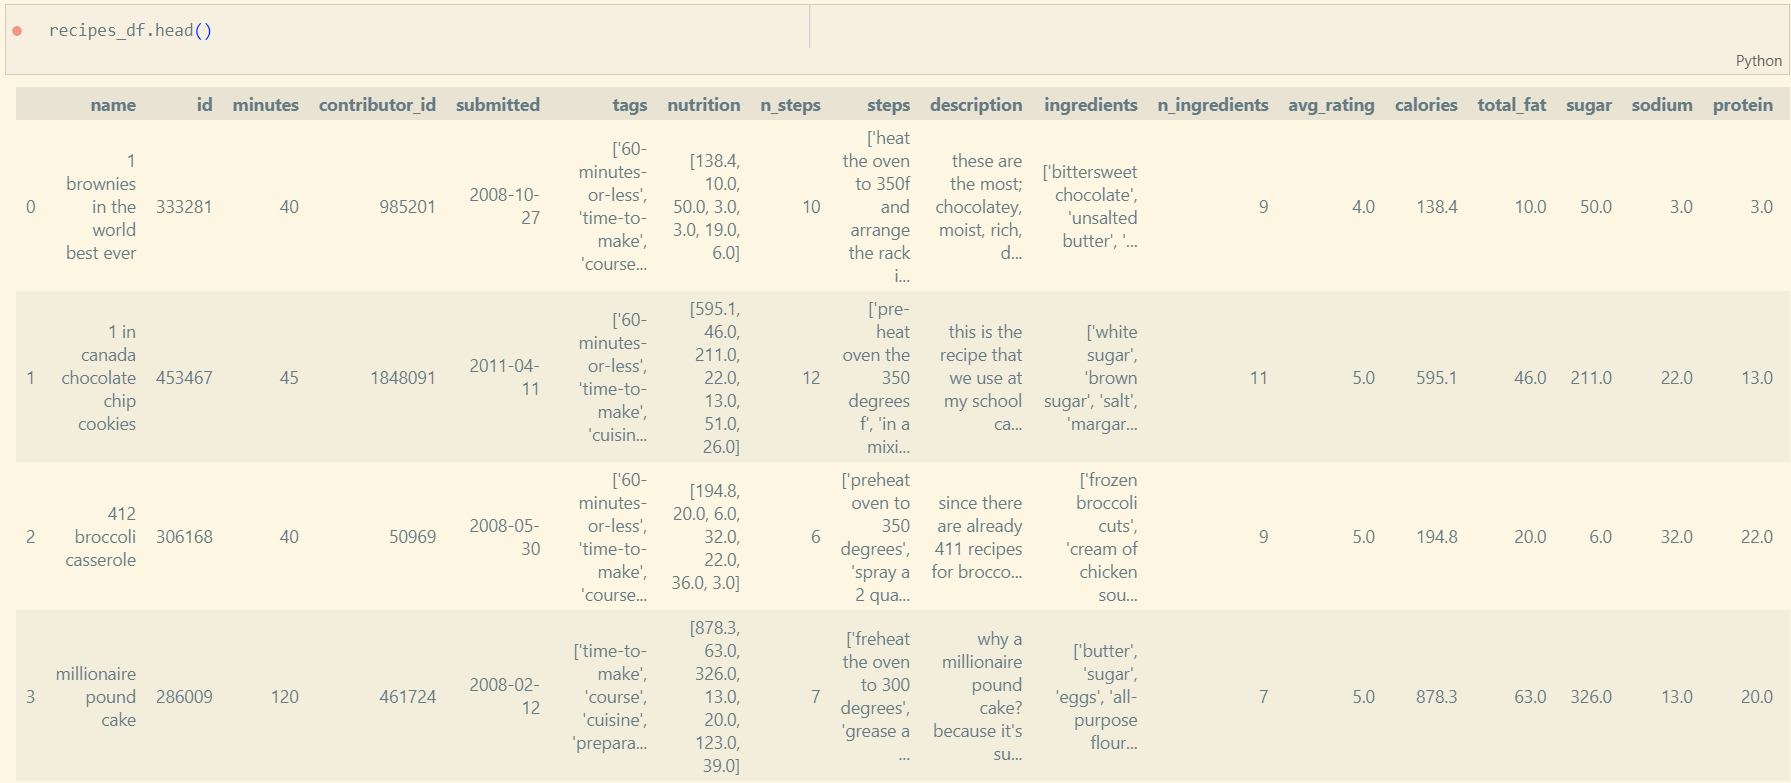 recipes_df.head()
Python
name id minutes contributor_id submitted tags nutrition n_steps steps description ingredients n_ingredients avg_rating calories total_fat sugar sodium protein
0
1
brownies
in the
world
best ever
333281
40
985201
2008-10-
27
['60-
minutes-
or-less',
'time-to-
make',
'course...
[138.4,
10.0,
50.0, 3.0,
3.0, 19.0,
6.0]
10
['heat
the oven
to 350f
and
arrange
the rack
i...
these are
the most;
chocolatey,
moist, rich,
d...
['bittersweet
chocolate',
'unsalted
butter', '...
9
4.0
138.4
10.0
50.0
3.0
3.0
1
1 in
canada
chocolate
chip
cookies
453467
45
1848091
2011-04-
11
['60-
minutes-
or-less',
'time-to-
make',
'cuisin...
[595.1,
46.0,
211.0,
22.0,
13.0,
51.0,
26.0]
12
['pre-
heat
oven the
350
degrees
f', 'in a
mixi...
this is the
recipe that
we use at
my school
ca...
['white
sugar',
'brown
sugar', 'salt',
'margar...
11
5.0
595.1
46.0
211.0
22.0
13.0
2
412
broccoli
casserole
306168
40
50969
2008-05-
30
['60-
minutes-
or-less',
'time-to-
make',
'course...
[194.8,
20.0, 6.0,
32.0,
22.0,
36.0, 3.0]
6
['preheat
oven to
350
degrees',
'spray a
2 qua...
since there
are already
411 recipes
for brocco...
['frozen
broccoli
cuts',
'cream of
chicken
sou...
9
5.0
194.8
20.0
6.0
32.0
22.0
3
millionaire
pound
cake
286009
120
461724
2008-02-
12
['time-to-
make',
'course',
'cuisine',
'prepara...
[878.3,
63.0,
326.0,
13.0,
20.0,
123.0,
39.0]
7
['freheat
the oven
to 300
degrees',
'grease a
...
why a
millionaire
pound
cake?
because it's
su...
['butter',
'sugar',
'eggs', 'all-
purpose
flour...
7
5.0
878.3
63.0
326.0
13.0
20.0